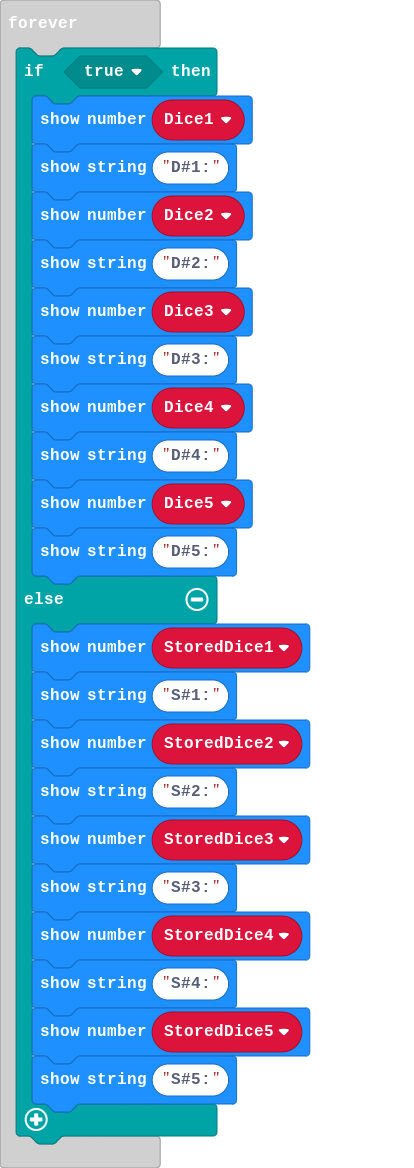 forever
if true then
show number Dice1
show string "D#1:"
show number Dice2
show string "D#2:"
show number Dice3
show string "D#3:"
show number Dice4
show string "D#4:"
show number Dice5
show string "D#5:"
else
show number StoredDice1
show string "S#1:"
show number StoredDice2
show string "S#2:"
show number StoredDice3
show string "S#3:"
show number StoredDice4
show string "S#4:"
show number StoredDice5
show string "S#5:"